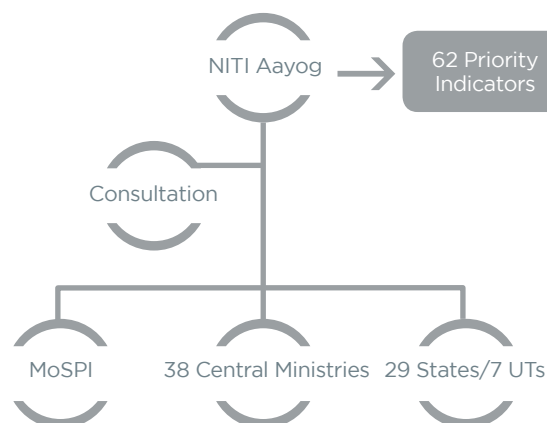 NITI Aayog
62 Priority
Indicators
Consultation
MoSPI
38 Central Ministries
29 States/7 UTs